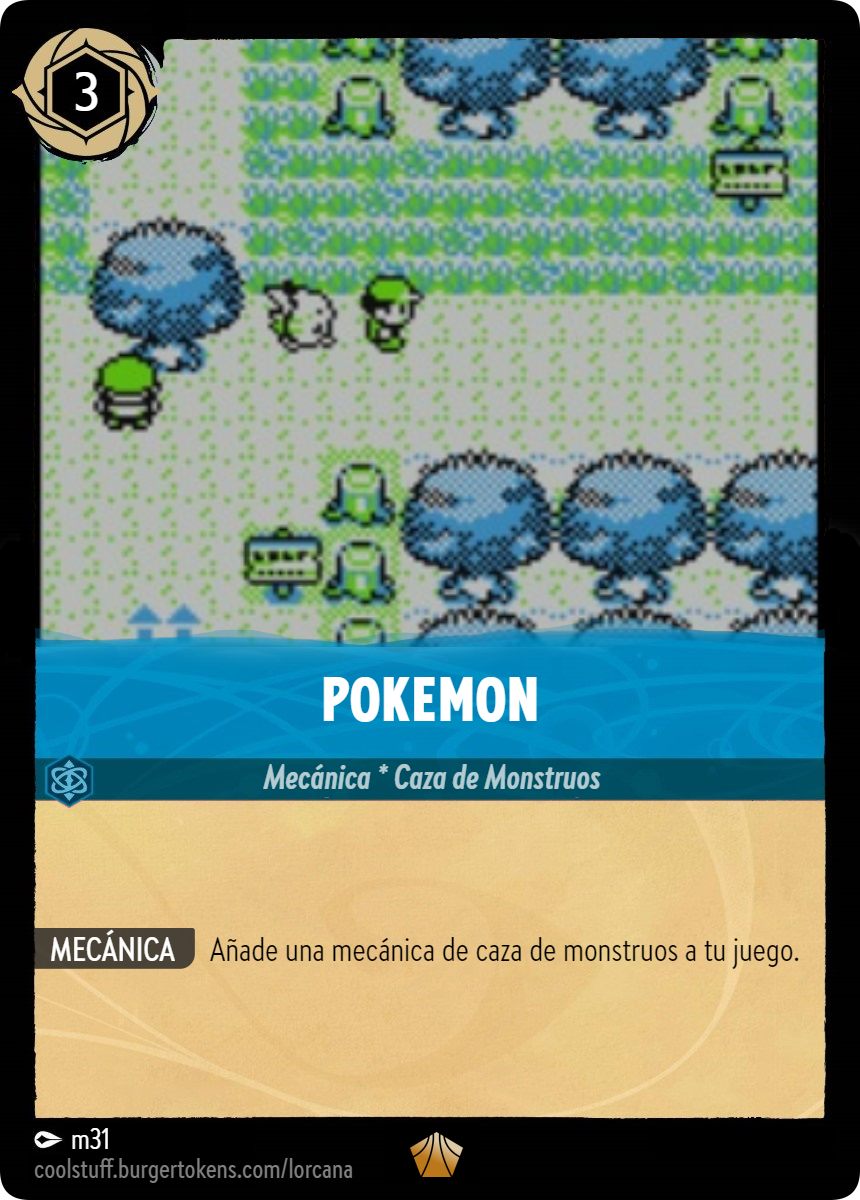 3
POKEMON
Mecánica * Caza de Monstruos
MECÁNICA Añade una mecánica de caza de monstruos a tu juego.
m31
coolstuff.burgertokens.com/lorcana